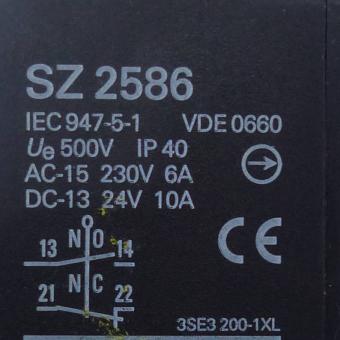 SZ 2586
IEC 947-5-1 VDE 0660
Ue 500V IP 40
AC-15 230V 6A
DC-13 24V 10A
NO
13 14
NC
21 22
CE
3SE3 200-1XL